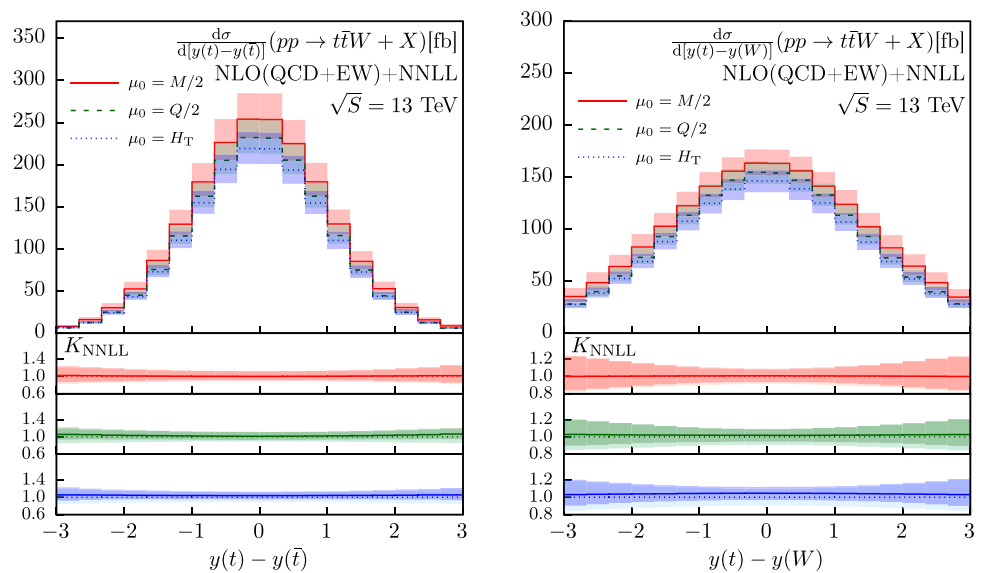 350
300
250
200
150
100
50
0
dσ/d[y(t)−y(t̄)] (pp → tt̄W + X)[fb]
NLO(QCD+EW)+NNLL
√S = 13 TeV
μ₀ = M/2
μ₀ = Q/2
μ₀ = H_T
K_NNLL
1.4
1.0
0.6
1.4
1.0
0.6
1.4
1.0
0.6
−3 −2 −1 0 1 2 3
y(t) − y(t̄)
300
250
200
150
100
50
0
dσ/d[y(t)−y(W)] (pp → tt̄W + X)[fb]
NLO(QCD+EW)+NNLL
√S = 13 TeV
μ₀ = M/2
μ₀ = Q/2
μ₀ = H_T
K_NNLL
1.2
1.0
0.8
1.2
1.0
0.8
1.2
1.0
0.8
−3 −2 −1 0 1 2 3
y(t) − y(W)